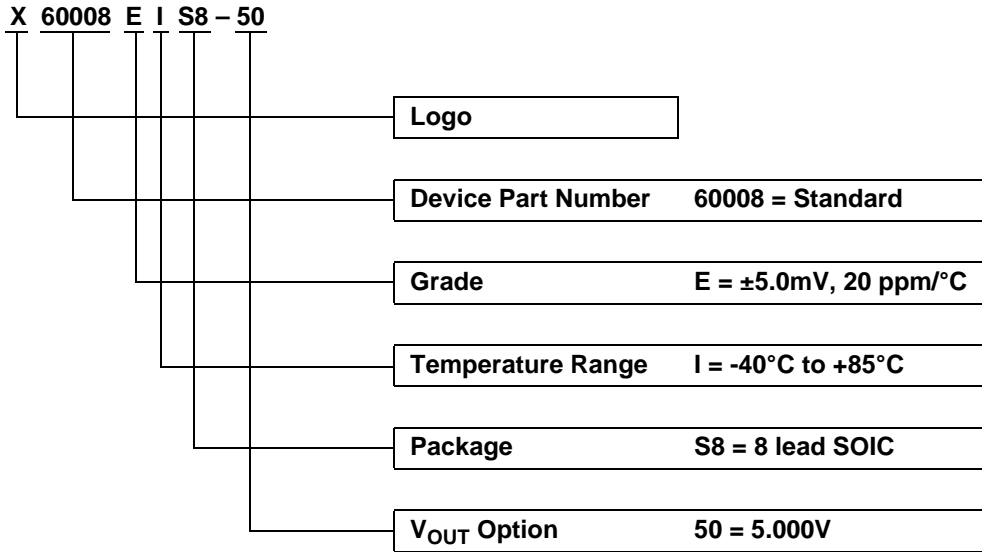 X 60008 E I S8 – 50
Logo
Device Part Number 60008 = Standard
Grade E = ±5.0mV, 20 ppm/°C
Temperature Range I = -40°C to +85°C
Package S8 = 8 lead SOIC
VOUT Option 50 = 5.000V